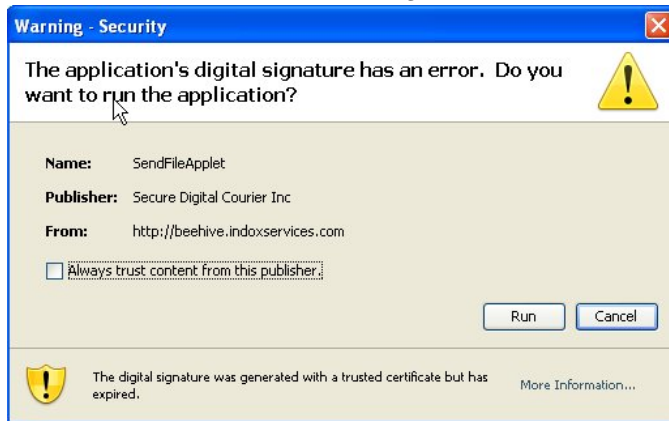 Warning - Security
The application's digital signature has an error. Do you
want to run the application?
Name: SendFileApplet
Publisher: Secure Digital Courier Inc
From: http://beehive.indoxservices.com
Always trust content from this publisher.
Run Cancel
The digital signature was generated with a trusted certificate but has
expired.
More Information...